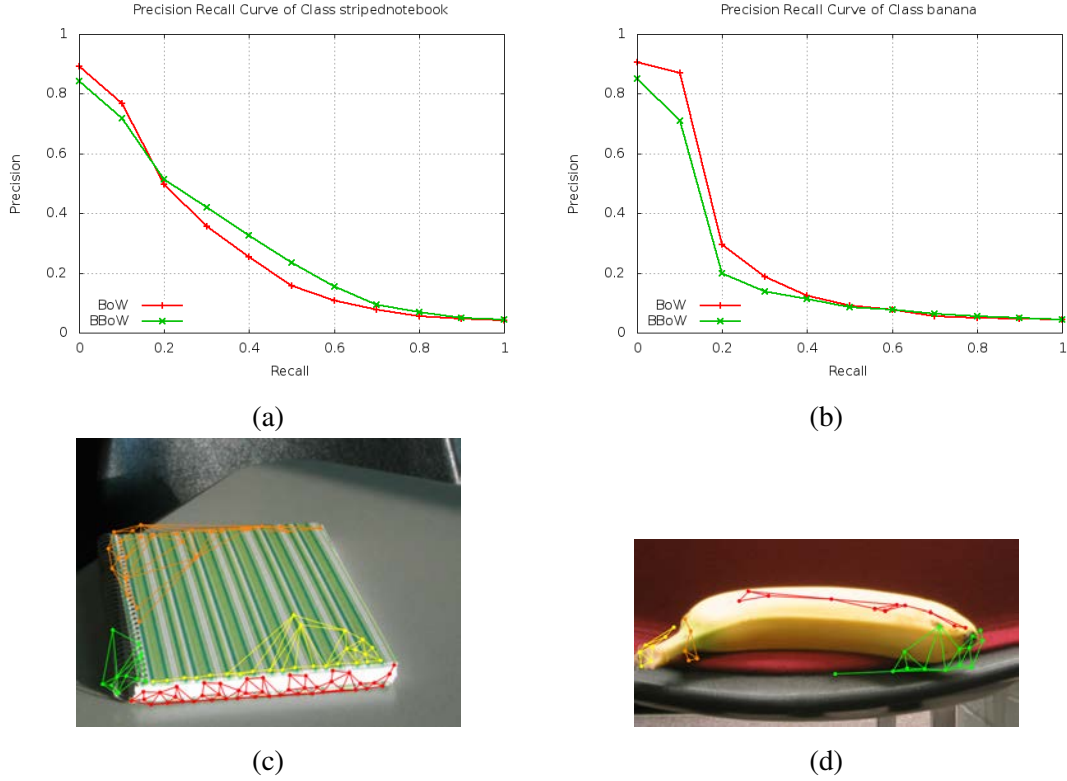 Precision Recall Curve of Class stripednotebook
1
0.8
0.6
0.4
0.2
0
Precision
BoW
BBoW
0 0.2 0.4 0.6 0.8 1
Recall
(a)
Precision Recall Curve of Class banana
1
0.8
0.6
0.4
0.2
0
Precision
BoW
BBoW
0 0.2 0.4 0.6 0.8 1
Recall
(b)
(c)
(d)